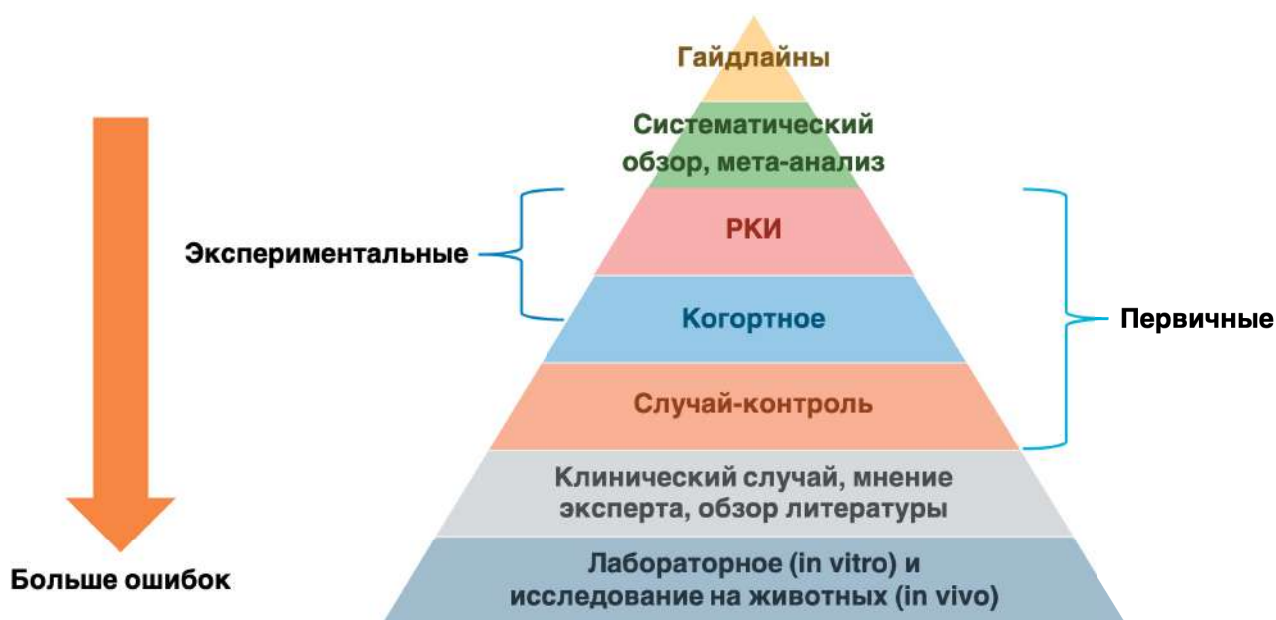 Гайдлайны
Систематический
обзор, мета-анализ
РКИ
Экспериментальные
Когортное
Первичные
Случай-контроль
Клинический случай, мнение
эксперта, обзор литературы
Больше ошибок
Лабораторное (in vitro) и
исследование на животных (in vivo)